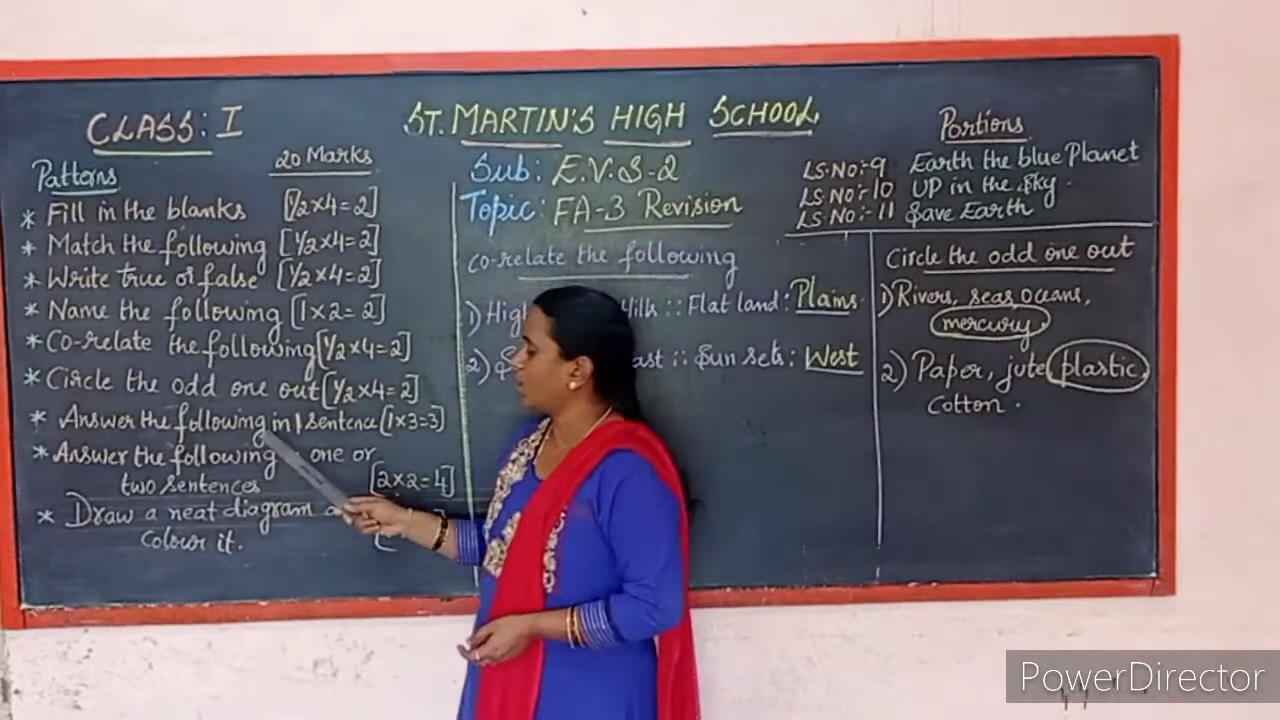 CLASS: I
20 Marks
Pattans
* Fill in the blanks [1/2×4=2]
* Match the following [1/2×4=2]
* Write true or false [1/2×4=2]
* Name the following [1×2=2]
* Co-relate the following [1/2×4=2]
* Circle the odd one out [1/2×4=2]
* Answer the following in 1 sentence [1×3=3]
* Answer the following one or
two sentences [2×2=4]
* Draw a neat diagram
Colour it.
ST. MARTIN'S HIGH SCHOOL
Sub: E.V.S-2
Topic: FA-3 Revision
Co-relate the following
1) High Hills :: Flat land: Plains.
2) S ast :: Sun sets: West
Portions
LS.NO:-9 Earth the blue Planet
LS.NO:-10 UP in the Sky.
LS.NO:-11 Save Earth
Circle the odd one out
1) Rivers, seas, oceans,
mercury.
2) Paper, jute plastic,
cotton.
PowerDirector